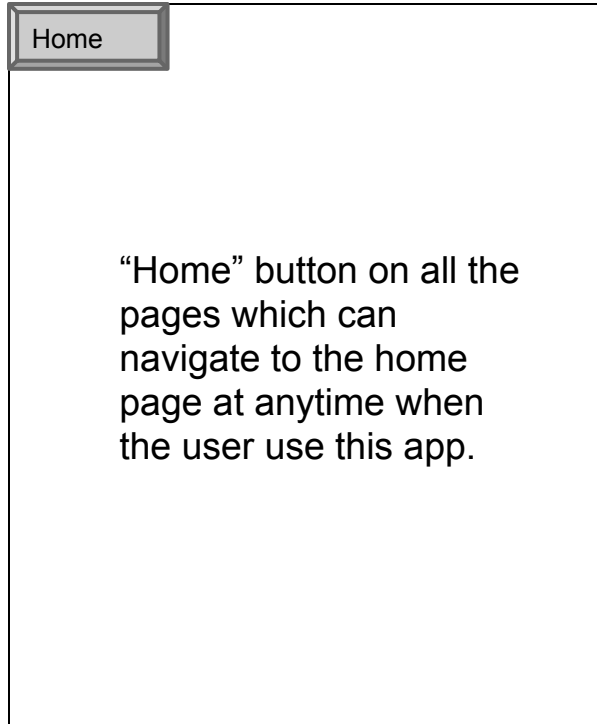 Home
“Home” button on all the
pages which can
navigate to the home
page at anytime when
the user use this app.